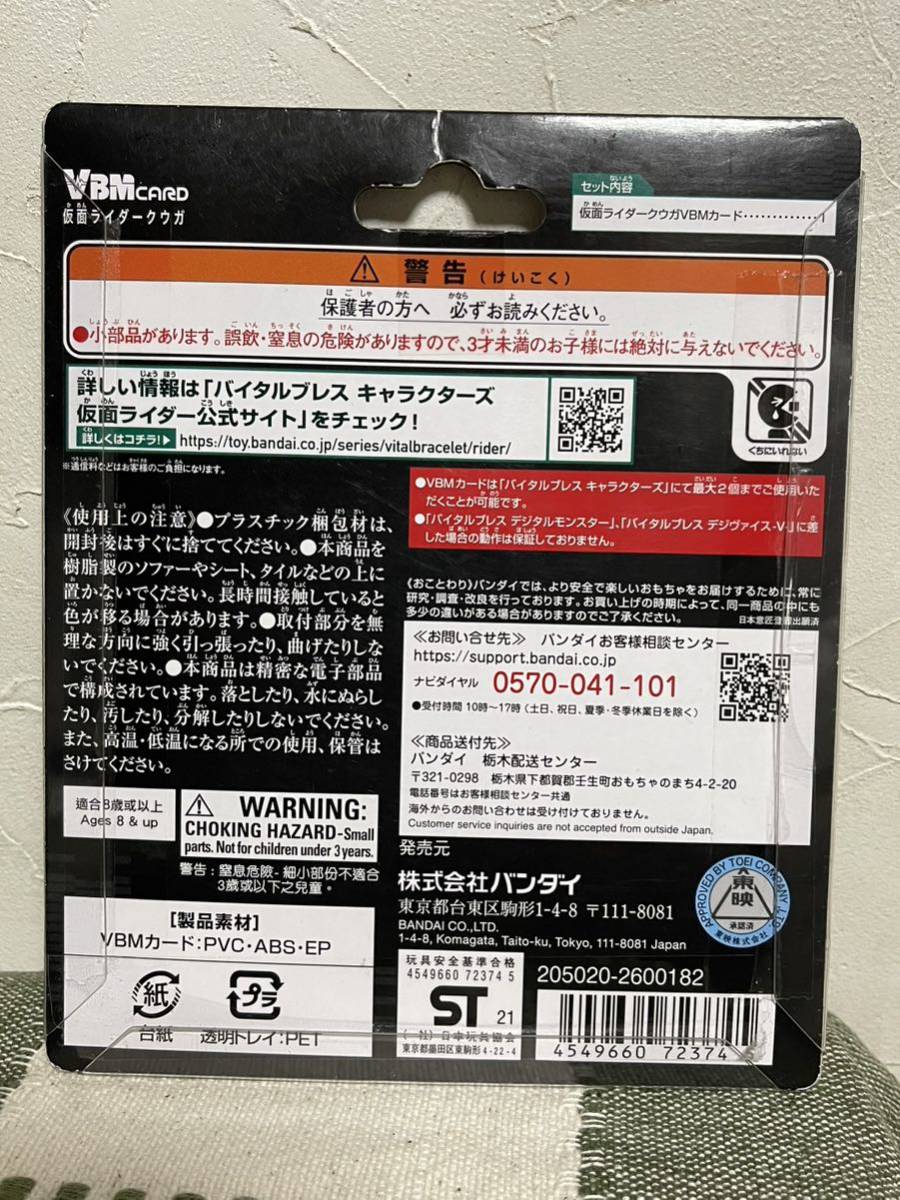 VBM CARD
仮面ライダークウガ
セット内容
仮面ライダークウガVBMカード‥‥‥‥‥‥1
⚠ 警告(けいこく)
保護者の方へ 必ずお読みください。
●小部品があります。誤飲・窒息の危険がありますので、3才未満のお子様には絶対に与えないでください。
詳しい情報は「バイタルブレス キャラクターズ
仮面ライダー公式サイト」をチェック!
詳しくはコチラ!▶ https://toy.bandai.co.jp/series/vitalbracelet/rider/
※通信料などはお客様のご負担になります。
くちにいれない
●VBMカードは「バイタルブレス キャラクターズ」にて最大2個までご使用いた
だくことが可能です。
●「バイタルブレス デジタルモンスター」、「バイタルブレス デジヴァイス-V-」に差
した場合の動作は保証しておりません。
《使用上の注意》●プラスチック梱包材は、
開封後はすぐに捨ててください。●本商品を
樹脂製のソファーやシート、タイルなどの上に
置かないでください。長時間接触していると
色が移る場合があります。●取付部分を無
理な方向に強く引っ張ったり、曲げたりしな
いでください。●本商品は精密な電子部品
で構成されています。落としたり、水にぬらし
たり、汚したり、分解したりしないでください。
また、高温・低温になる所での使用、保管は
さけてください。
《おことわり》バンダイでは、より安全で楽しいおもちゃをお届けするために、常に
研究・調査・改良を行っております。お買い上げの時期によって、同一商品の中にも
多少の違いがある場合がありますのでご了承ください。
日本意匠登録出願済
≪お問い合せ先≫ バンダイお客様相談センター
https://support.bandai.co.jp
ナビダイヤル 0570-041-101
●受付時間 10時〜17時(土日、祝日、夏季・冬季休業日を除く)
≪商品送付先≫
バンダイ 栃木配送センター
〒321-0298 栃木県下都賀郡壬生町おもちゃのまち4-2-20
電話番号はお客様相談センター共通
海外からのお問い合わせは受け付けておりません。
Customer service inquiries are not accepted from outside Japan.
適合8歳或以上
Ages 8 & up
⚠ WARNING:
CHOKING HAZARD-Small
parts. Not for children under 3 years.
警告:窒息危險-細小部份不適合
3歲或以下之兒童。
発売元
株式会社バンダイ
東京都台東区駒形1-4-8 〒111-8081
BANDAI CO.,LTD.
1-4-8, Komagata, Taito-ku, Tokyo, 111-8081 Japan
APPROVED BY TOEI COMPANY, LTD.
東映
承認済
東映株式会社
[製品素材]
VBMカード:PVC・ABS・EP
紙
台紙
プラ
透明トレイ:PET
玩具安全基準合格
4549660 72374 5
ST 21
(一社)日本玩具協会
東京都墨田区東駒形4-22-4
205020-2600182
4549660 72374